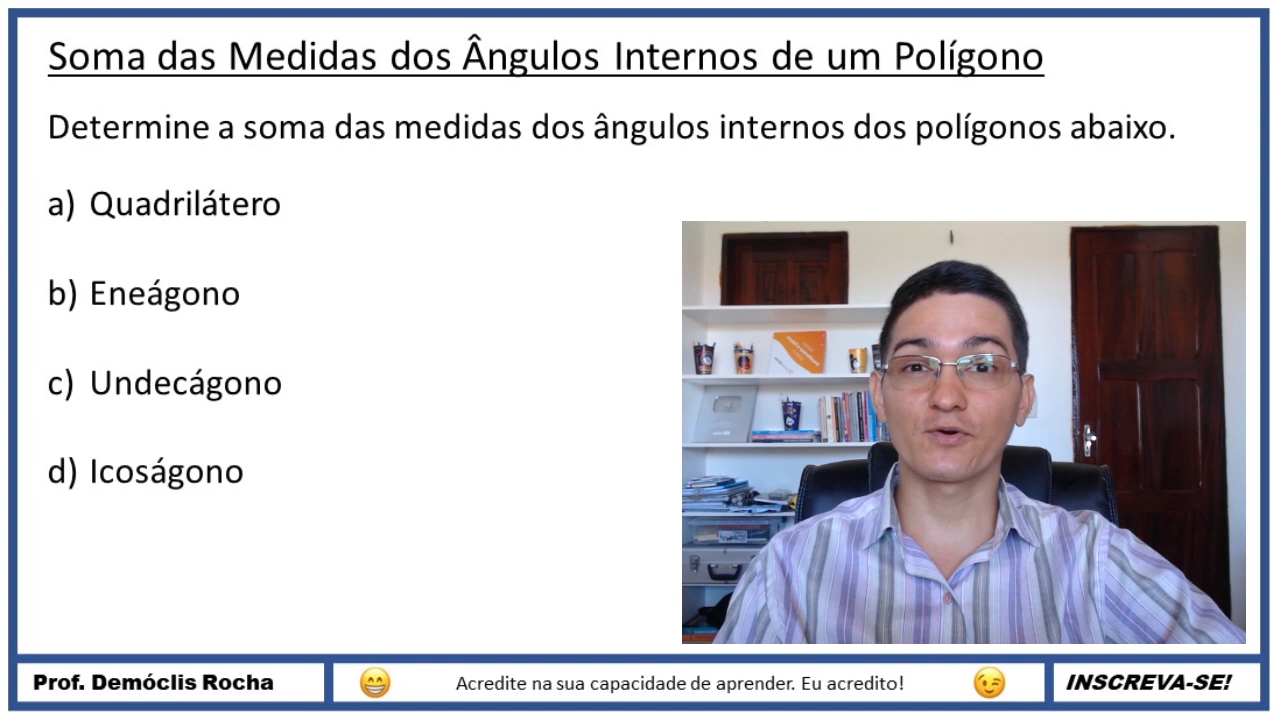 Soma das Medidas dos Ângulos Internos de um Polígono
Determine a soma das medidas dos ângulos internos dos polígonos abaixo.
a) Quadrilátero
b) Eneágono
c) Undecágono
d) Icoságono
Prof. Demóclis Rocha
Acredite na sua capacidade de aprender. Eu acredito!
INSCREVA-SE!